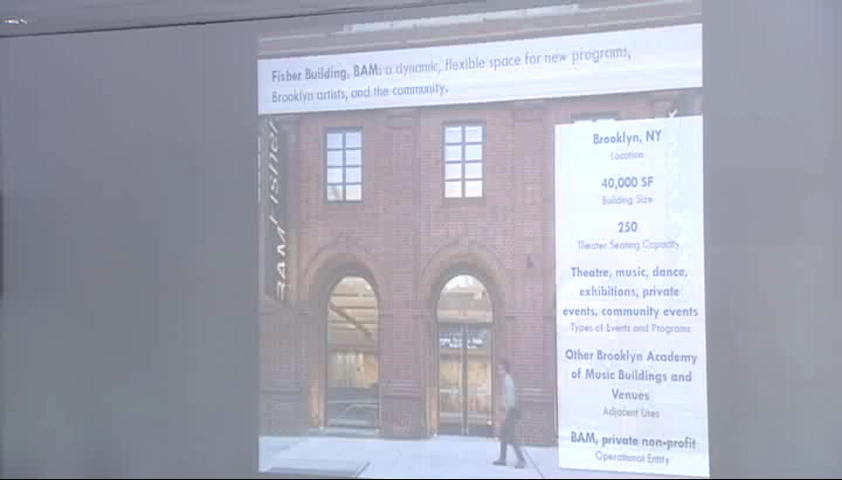 Fisher Building, BAM: a dynamic, flexible space for new programs,
Brooklyn artists, and the community.
BAM Fisher
Brooklyn, NY
Location
40,000 SF
Building Size
250
Theater Seating Capacity
Theatre, music, dance,
exhibitions, private
events, community events
Types of Events and Programs
Other Brooklyn Academy
of Music Buildings and
Venues
Adjacent Uses
BAM, private non-profit
Operational Entity